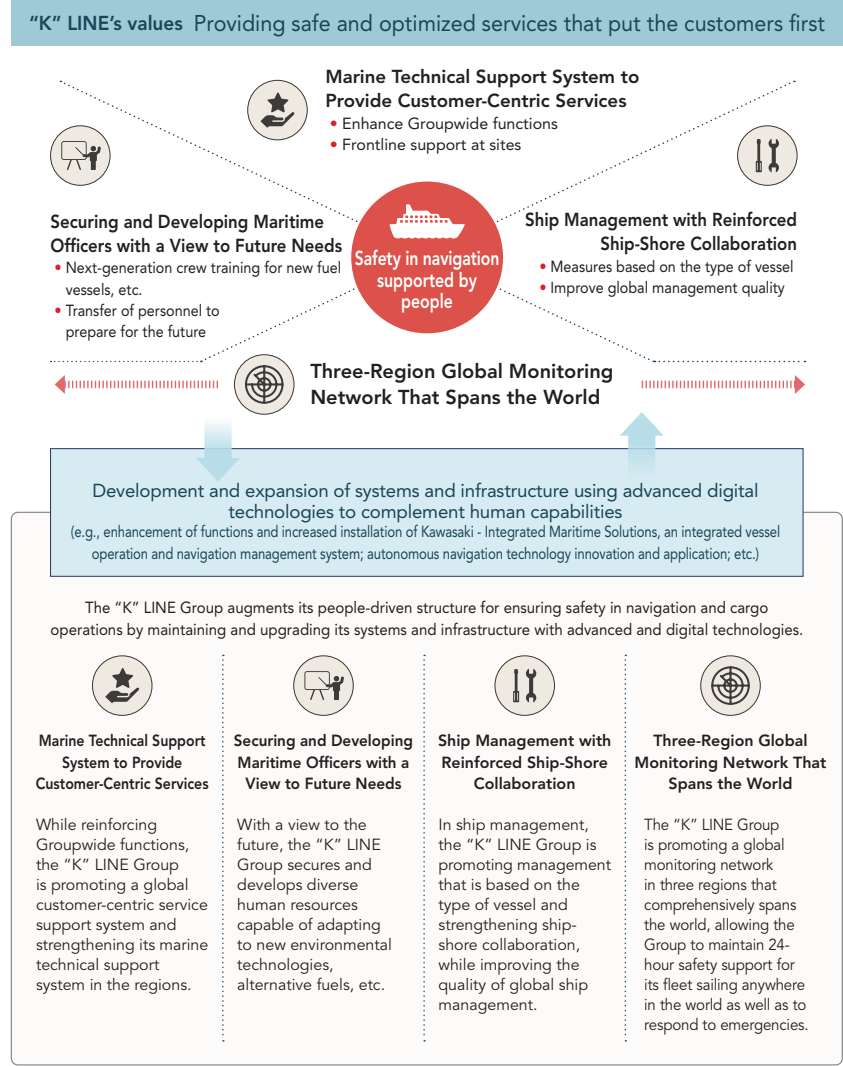 “K” LINE’s values Providing safe and optimized services that put the customers first
Marine Technical Support System to
Provide Customer-Centric Services
• Enhance Groupwide functions
• Frontline support at sites
Securing and Developing Maritime
Officers with a View to Future Needs
• Next-generation crew training for new fuel
vessels, etc.
• Transfer of personnel to
prepare for the future
Safety in navigation
supported by
people
Ship Management with Reinforced
Ship-Shore Collaboration
• Measures based on the type of vessel
• Improve global management quality
Three-Region Global Monitoring
Network That Spans the World
Development and expansion of systems and infrastructure using advanced digital
technologies to complement human capabilities
(e.g., enhancement of functions and increased installation of Kawasaki - Integrated Maritime Solutions, an integrated vessel
operation and navigation management system; autonomous navigation technology innovation and application; etc.)
The “K” LINE Group augments its people-driven structure for ensuring safety in navigation and cargo
operations by maintaining and upgrading its systems and infrastructure with advanced and digital technologies.
Marine Technical Support
System to Provide
Customer-Centric Services
While reinforcing
Groupwide functions,
the “K” LINE Group
is promoting a global
customer-centric service
support system and
strengthening its marine
technical support
system in the regions.
Securing and Developing
Maritime Officers with a
View to Future Needs
With a view to the
future, the “K” LINE
Group secures and
develops diverse
human resources
capable of adapting
to new environmental
technologies,
alternative fuels, etc.
Ship Management with
Reinforced Ship-Shore
Collaboration
In ship management,
the “K” LINE Group is
promoting management
that is based on the
type of vessel and
strengthening ship-
shore collaboration,
while improving the
quality of global ship
management.
Three-Region Global
Monitoring Network That
Spans the World
The “K” LINE Group
is promoting a global
monitoring network
in three regions that
comprehensively spans
the world, allowing the
Group to maintain 24-
hour safety support for
its fleet sailing anywhere
in the world as well as to
respond to emergencies.